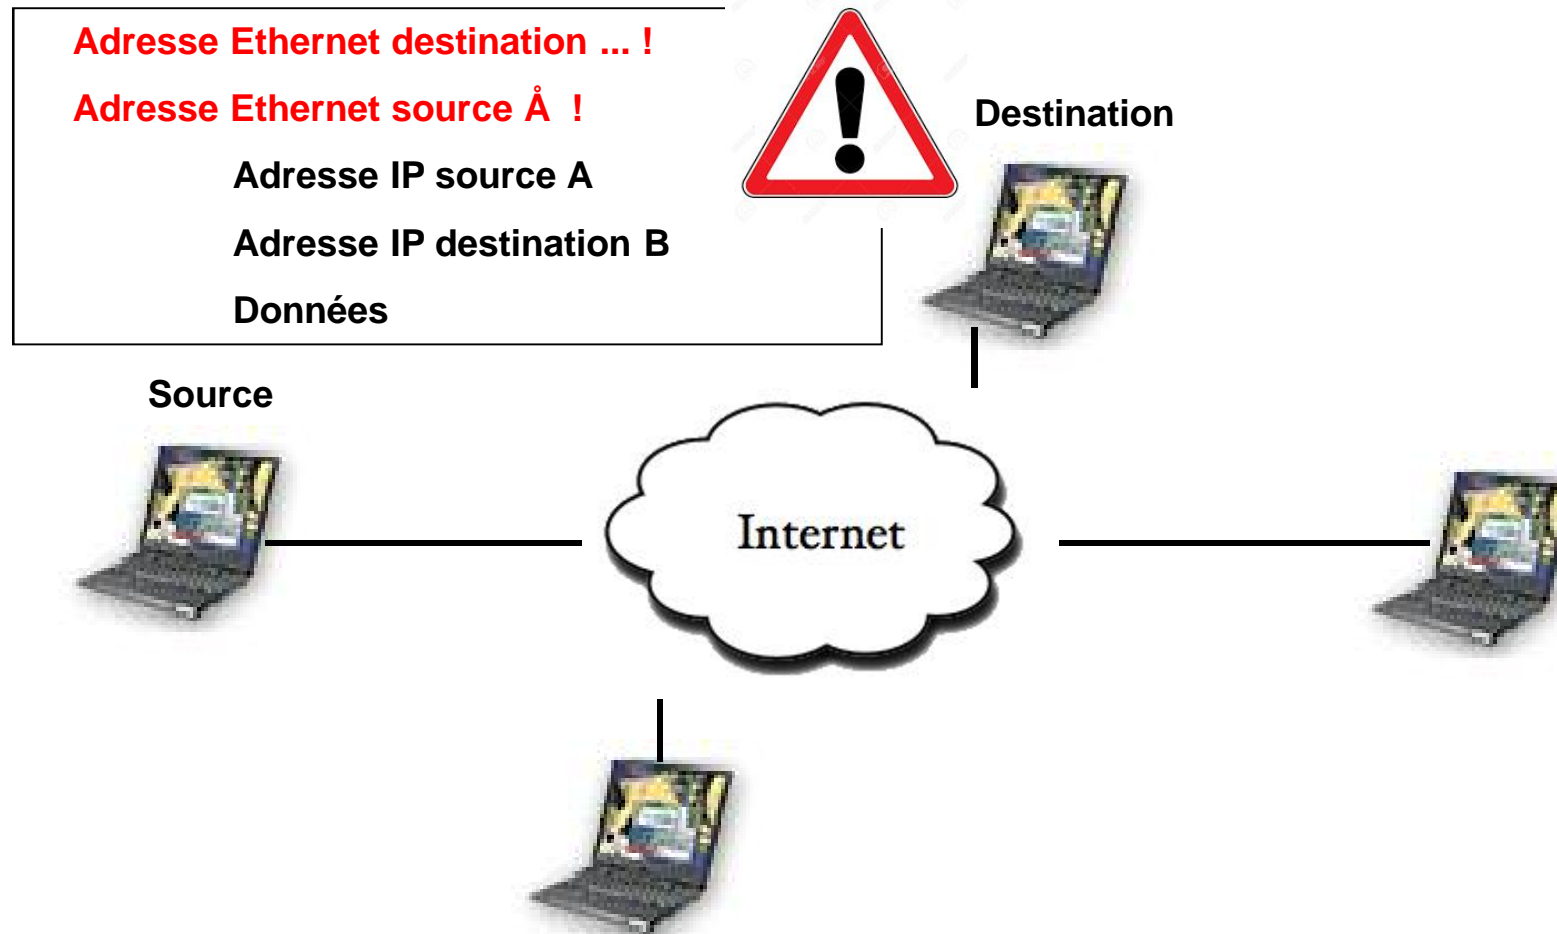 Adresse Ethernet destination ... !
Adresse Ethernet source Å !
Adresse IP source A
Adresse IP destination B
Données
Destination
Source
Internet